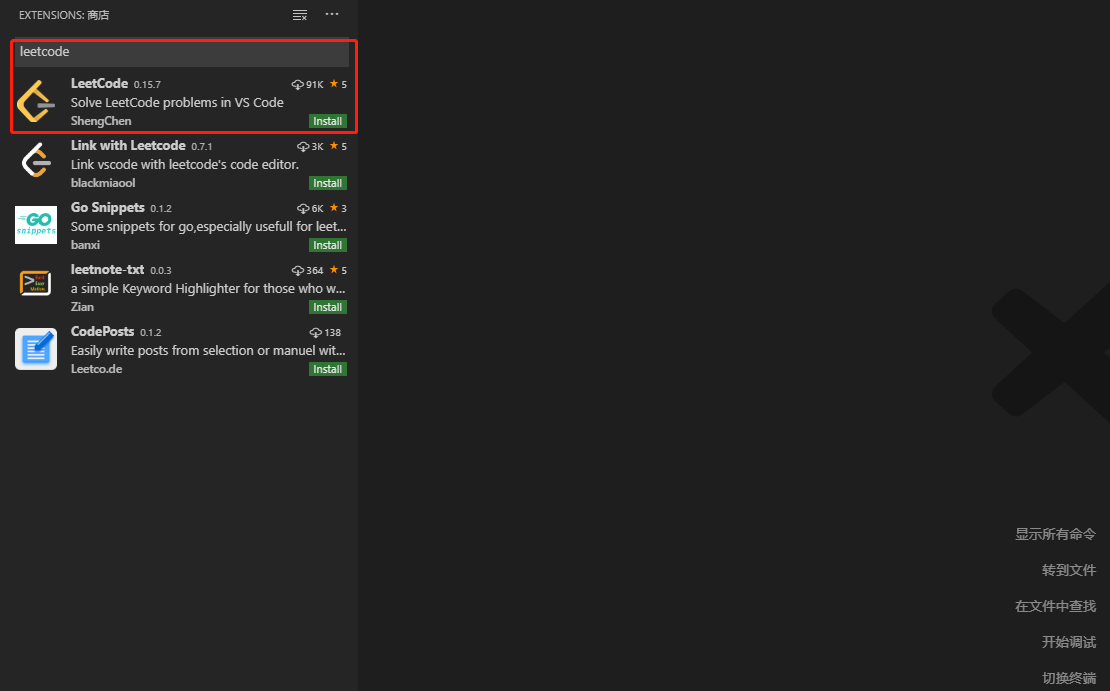 EXTENSIONS: 商店
leetcode
LeetCode 0.15.7 91K ★ 5
Solve LeetCode problems in VS Code
ShengChen Install
Link with Leetcode 0.7.1 3K ★ 5
Link vscode with leetcode's code editor.
blackmiaool Install
Go Snippets 0.1.2 6K ★ 3
GO
snippets
Some snippets for go,especially usefull for leet...
banxi Install
leetnote-txt 0.0.3 364 ★ 5
a simple Keyword Highlighter for those who w...
Zian Install
CodePosts 0.1.2 138
Easily write posts from selection or manuel wit...
Leetco.de Install
显示所有命令
转到文件
在文件中查找
开始调试
切换终端